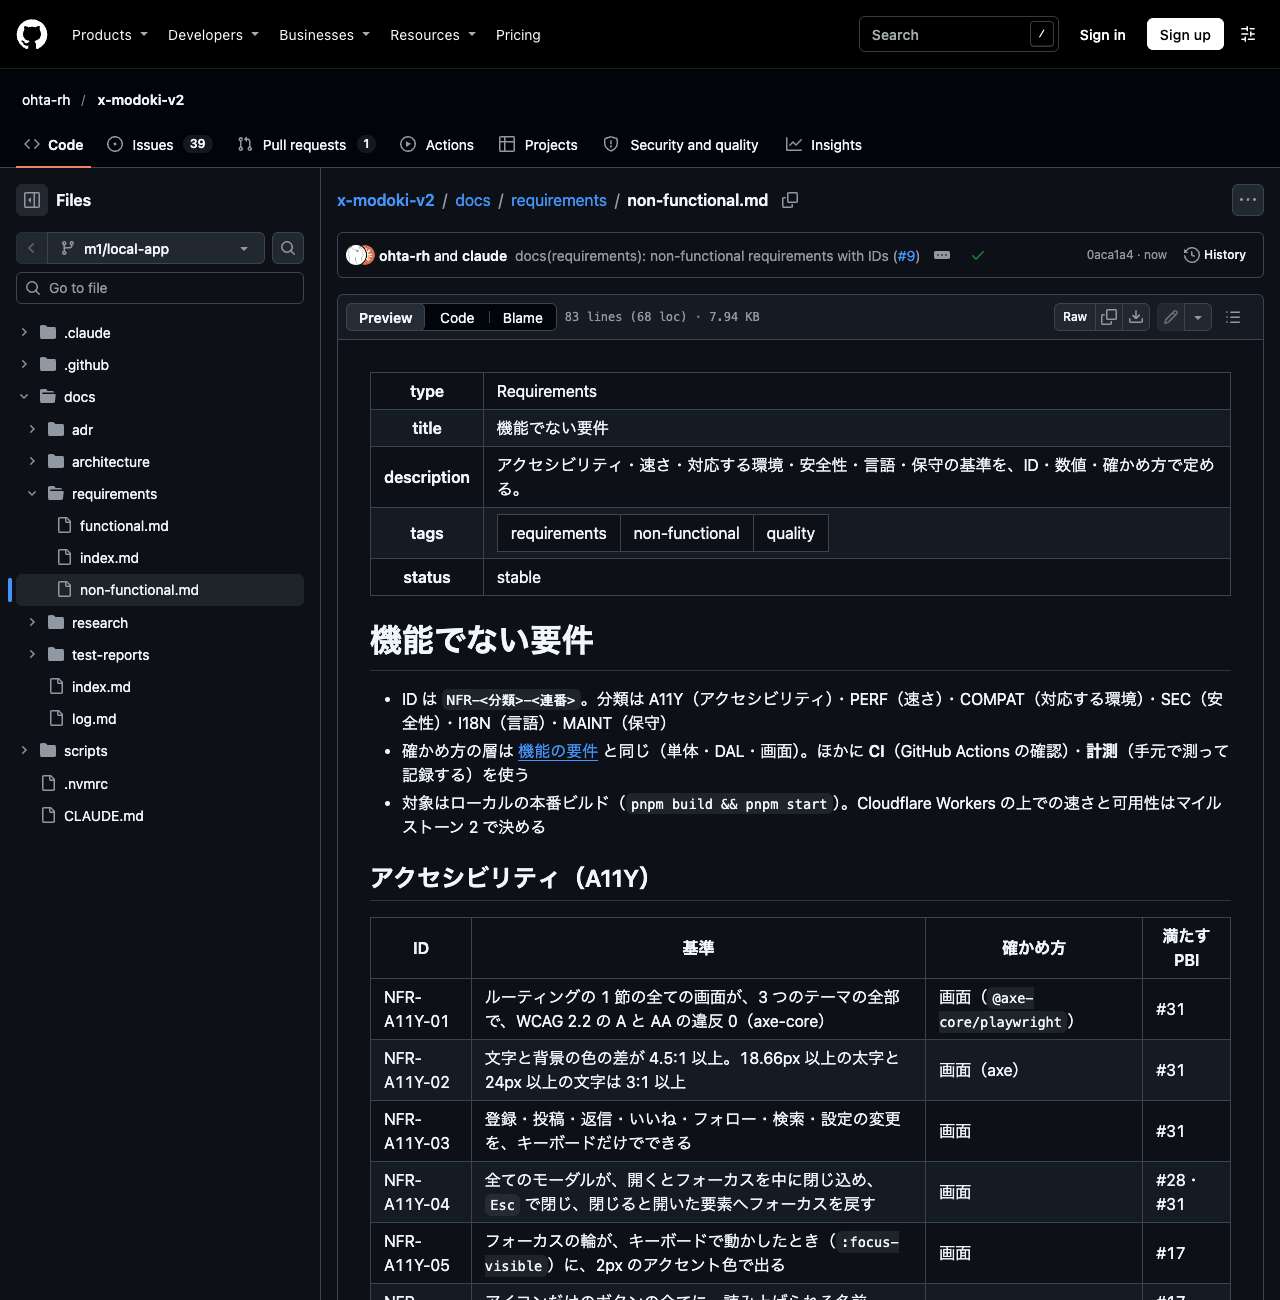 Products Developers Businesses Resources Pricing Search / Sign in Sign up
ohta-rh / x-modoki-v2
Code Issues 39 Pull requests 1 Actions Projects Security and quality Insights
Files
m1/local-app
Go to file
.claude
.github
docs
adr
architecture
requirements
functional.md
index.md
non-functional.md
research
test-reports
index.md
log.md
scripts
.nvmrc
CLAUDE.md
x-modoki-v2 / docs / requirements / non-functional.md
ohta-rh and claude docs(requirements): non-functional requirements with IDs (#9) 0aca1a4 · now History
Preview Code Blame 83 lines (68 loc) · 7.94 KB Raw
type Requirements
title 機能でない要件
description アクセシビリティ・速さ・対応する環境・安全性・言語・保守の基準を、ID・数値・確かめ方で定め
る。
tags requirements non-functional quality
status stable
機能でない要件
• ID は NFR-<分類>-<連番>。分類は A11Y（アクセシビリティ）・PERF（速さ）・COMPAT（対応する環境）・SEC（安
全性）・I18N（言語）・MAINT（保守）
• 確かめ方の層は 機能の要件 と同じ（単体・DAL・画面）。ほかに CI（GitHub Actions の確認）・計測（手元で測って
記録する）を使う
• 対象はローカルの本番ビルド（pnpm build && pnpm start）。Cloudflare Workers の上での速さと可用性はマイル
ストーン 2 で決める
アクセシビリティ（A11Y）
ID 基準 確かめ方 満たす
PBI
NFR-
A11Y-01 ルーティングの 1 節の全ての画面が、3 つのテーマの全部
で、WCAG 2.2 の A と AA の違反 0（axe-core） 画面（@axe-
core/playwright） #31
NFR-
A11Y-02 文字と背景の色の差が 4.5:1 以上。18.66px 以上の太字と
24px 以上の文字は 3:1 以上 画面（axe） #31
NFR-
A11Y-03 登録・投稿・返信・いいね・フォロー・検索・設定の変更
を、キーボードだけでできる 画面 #31
NFR-
A11Y-04 全てのモーダルが、開くとフォーカスを中に閉じ込め、
Esc で閉じ、閉じると開いた要素へフォーカスを戻す 画面 #28・
#31
NFR-
A11Y-05 フォーカスの輪が、キーボードで動かしたとき（:focus-
visible）に、2px のアクセント色で出る 画面 #17